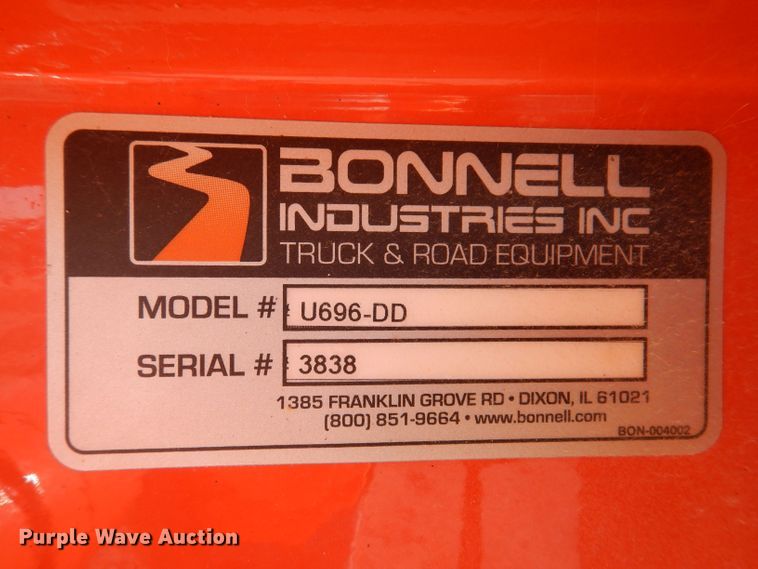 BONNELL
INDUSTRIES INC
TRUCK & ROAD EQUIPMENT
MODEL # U696-DD
SERIAL # 3838
1385 FRANKLIN GROVE RD • DIXON, IL 61021
(800) 851-9664 • www.bonnell.com
BON-004002
Purple Wave Auction